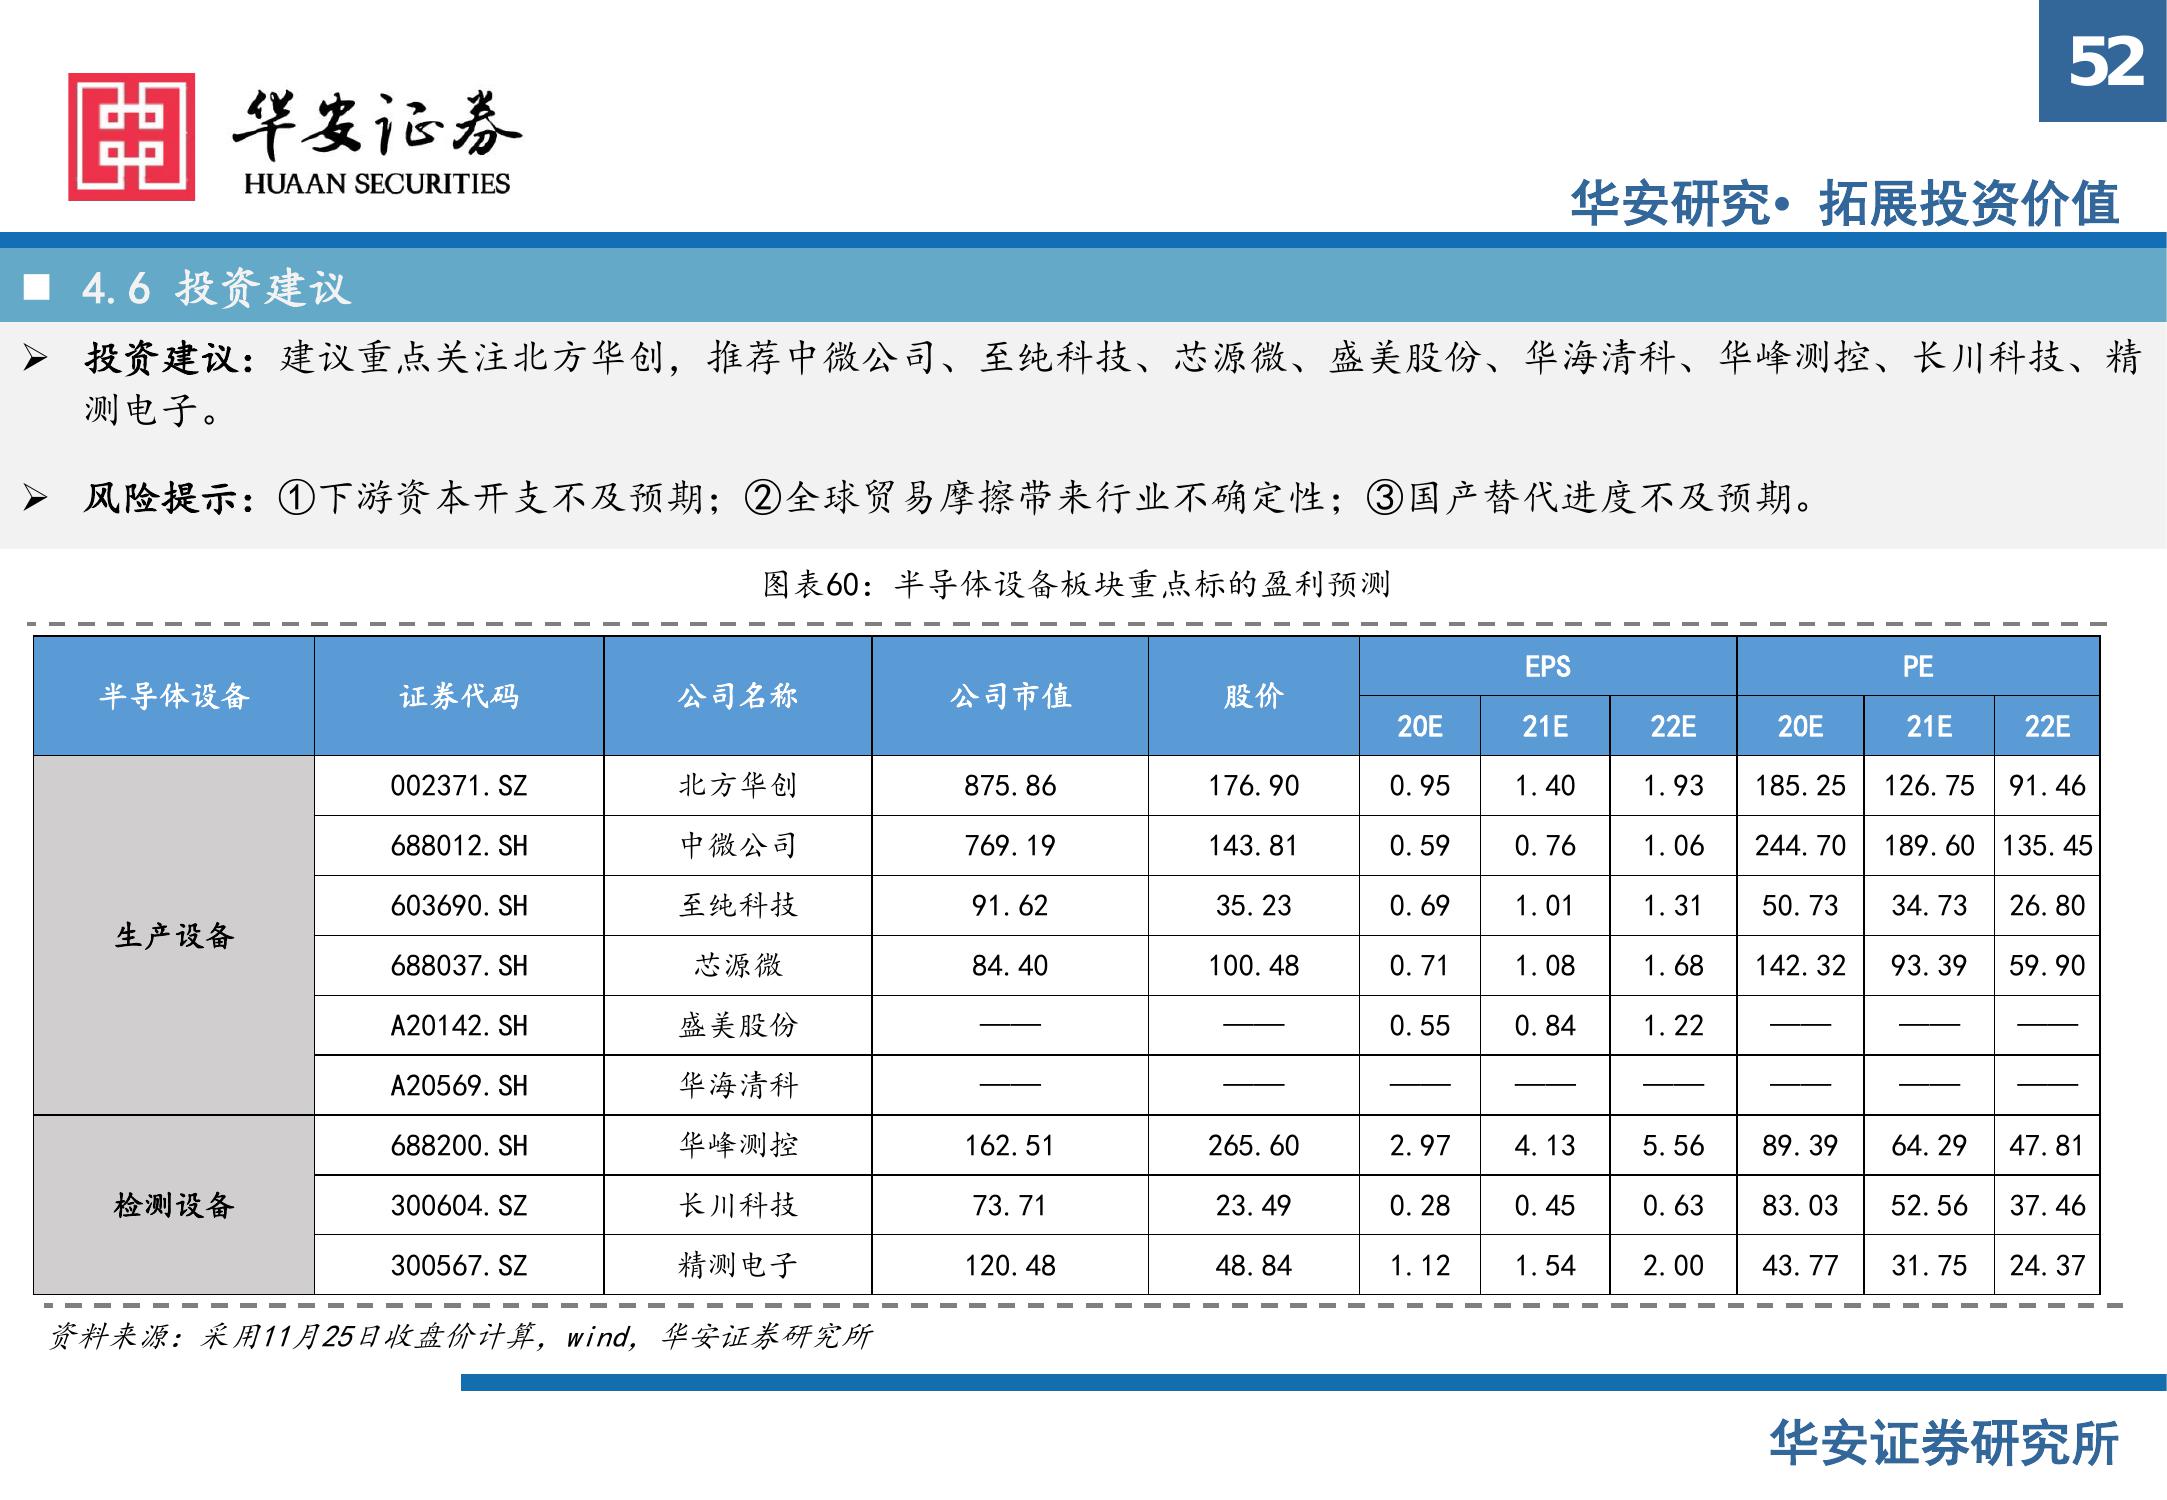 52
华安证券
HUAAN SECURITIES
华安研究• 拓展投资价值
■ 4.6 投资建议
➢ 投资建议：建议重点关注北方华创，推荐中微公司、至纯科技、芯源微、盛美股份、华海清科、华峰测控、长川科技、精
测电子。
➢ 风险提示：①下游资本开支不及预期；②全球贸易摩擦带来行业不确定性；③国产替代进度不及预期。
图表60：半导体设备板块重点标的盈利预测
半导体设备 证券代码 公司名称 公司市值 股价 EPS PE
20E 21E 22E 20E 21E 22E
生产设备
002371.SZ 北方华创 875.86 176.90 0.95 1.40 1.93 185.25 126.75 91.46
688012.SH 中微公司 769.19 143.81 0.59 0.76 1.06 244.70 189.60 135.45
603690.SH 至纯科技 91.62 35.23 0.69 1.01 1.31 50.73 34.73 26.80
688037.SH 芯源微 84.40 100.48 0.71 1.08 1.68 142.32 93.39 59.90
A20142.SH 盛美股份 —— —— 0.55 0.84 1.22 —— —— ——
A20569.SH 华海清科 —— —— —— —— —— —— —— ——
检测设备
688200.SH 华峰测控 162.51 265.60 2.97 4.13 5.56 89.39 64.29 47.81
300604.SZ 长川科技 73.71 23.49 0.28 0.45 0.63 83.03 52.56 37.46
300567.SZ 精测电子 120.48 48.84 1.12 1.54 2.00 43.77 31.75 24.37
资料来源：采用11月25日收盘价计算，wind，华安证券研究所
华安证券研究所